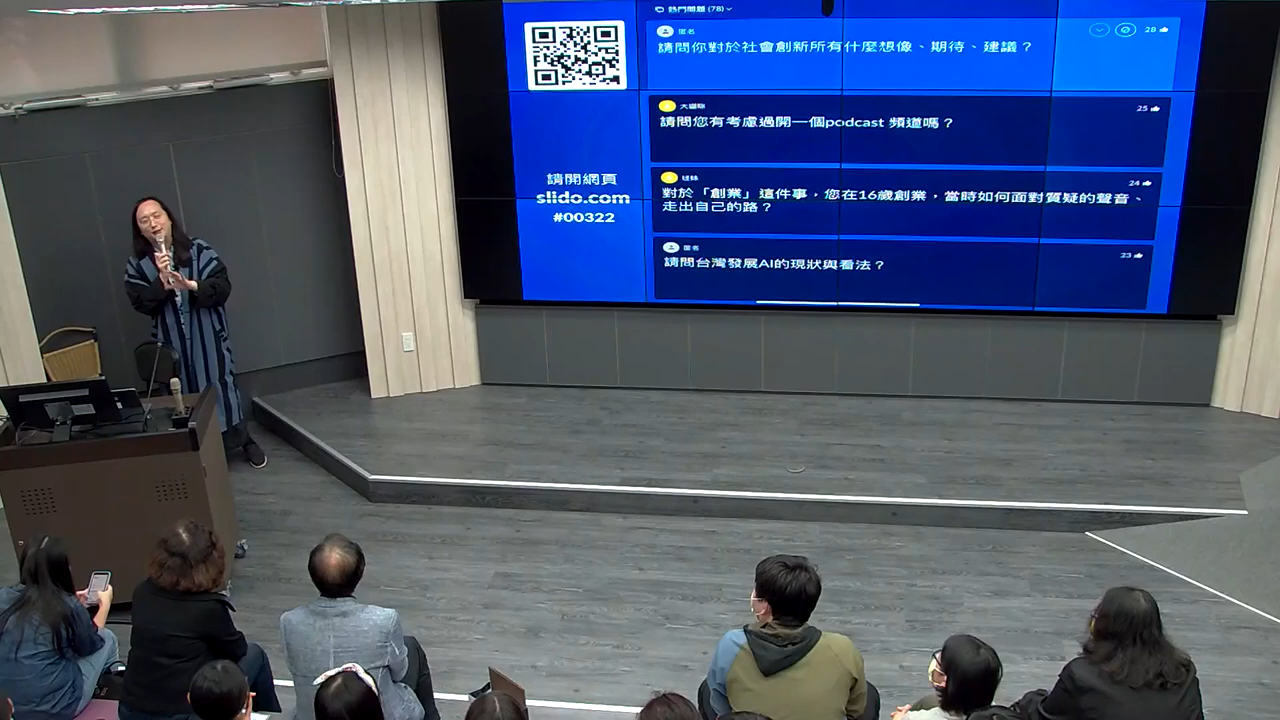 熱門問題 (78)
匿名
28
請問你對於社會創新所有什麼想像、期待、建議？
大貓咪
25
請問您有考慮過開一個podcast 頻道嗎？
24
對於「創業」這件事，您在16歲創業，當時如何面對質疑的聲音、
走出自己的路？
匿名
23
請問台灣發展AI的現狀與看法？
請開網頁
slido.com
#00322